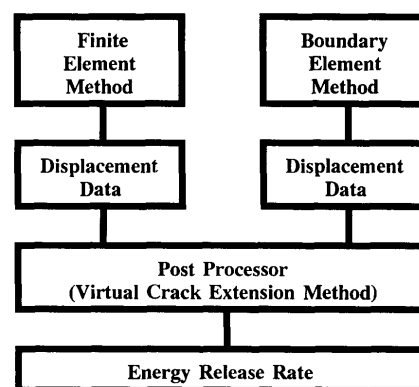 Finite
Element
Method
Boundary
Element
Method
Displacement
Data
Displacement
Data
Post Processor
(Virtual Crack Extension Method)
Energy Release Rate